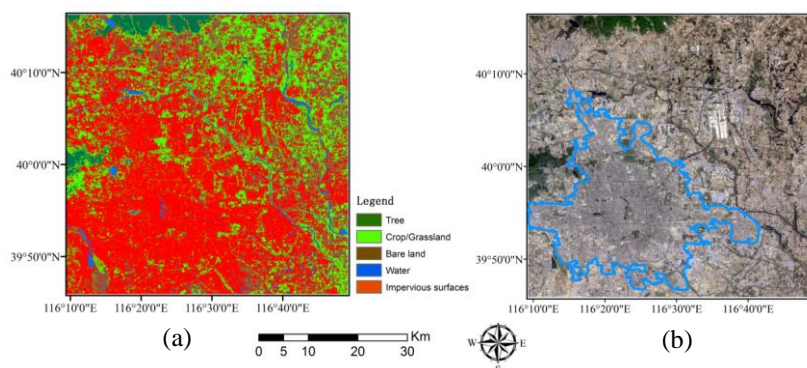 40°10'0"N
40°0'0"N
39°50'0"N
116°10'0"E
116°20'0"E
116°30'0"E
116°40'0"E
Legend
Tree
Crop/Grassland
Bare land
Water
Impervious surfaces
(a)
Km
0 5 10 20 30
N
W
E
S
40°10'0"N
40°0'0"N
39°50'0"N
116°10'0"E
116°20'0"E
116°30'0"E
116°40'0"E
(b)